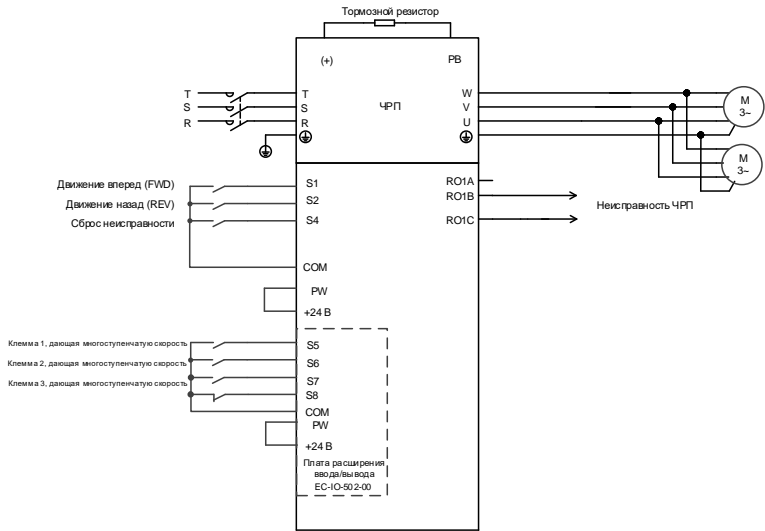 Тормозной резистор
(+)
PB
T
T
W
S
S
ЧРП
V
R
R
U
M
3~
M
3~
Движение вперед (FWD)
S1
RO1A
Движение назад (REV)
S2
RO1B
Неисправность ЧРП
Сброс неисправности
S4
RO1C
COM
PW
+24 В
Клемма 1, дающая многоступенчатую скорость
S5
Клемма 2, дающая многоступенчатую скорость
S6
Клемма 3, дающая многоступенчатую скорость
S7
S8
COM
PW
+24 В
Плата расширения
ввода/вывода
EC-IO-502-00